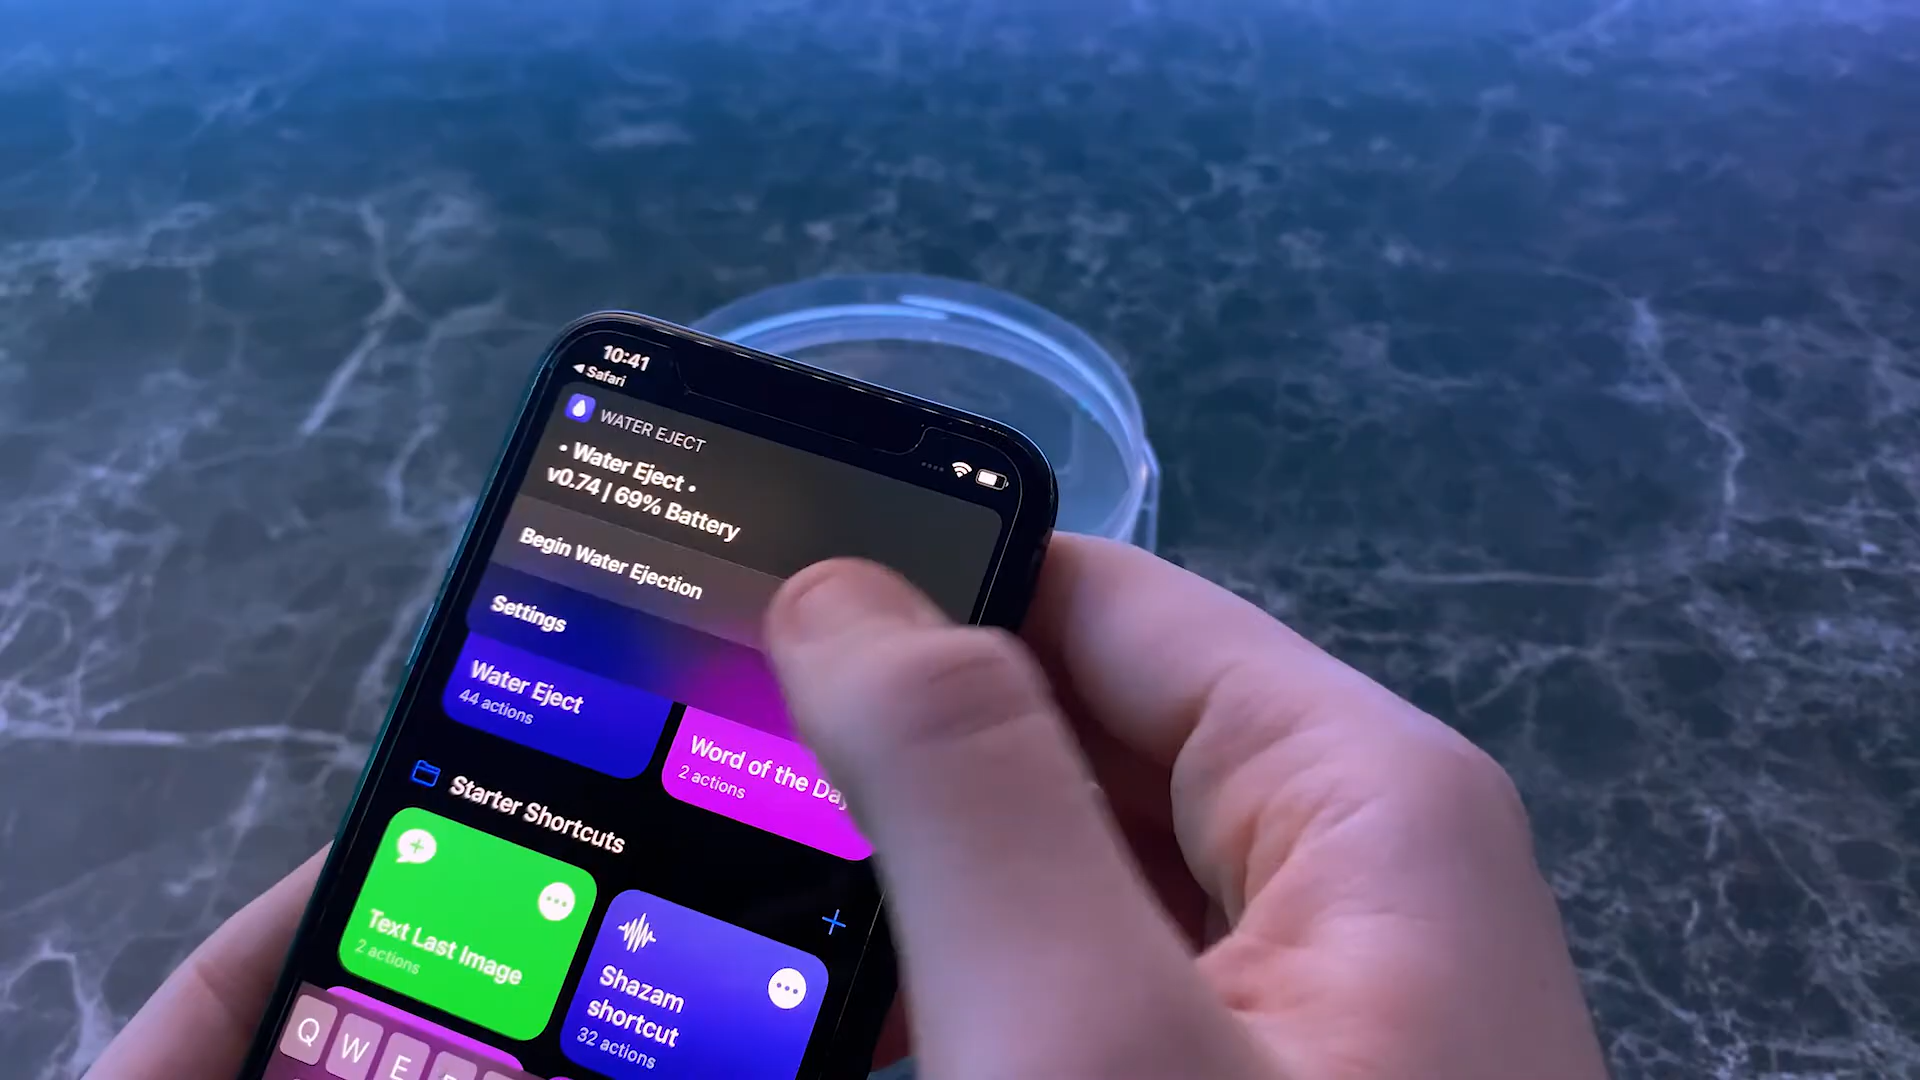 10:41
◀ Safari
WATER EJECT
• Water Eject •
v0.74 | 69% Battery
Begin Water Ejection
Settings
Water Eject
44 actions
Word of the Day
2 actions
Starter Shortcuts
Text Last Image
2 actions
Shazam
shortcut
32 actions
Q W E